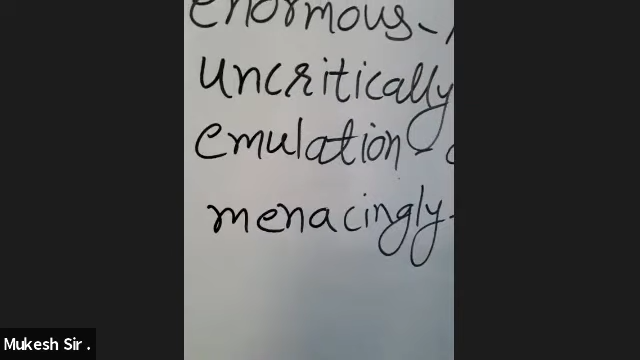 enormous-
uncritically
emulation-
menacingly-
Mukesh Sir .